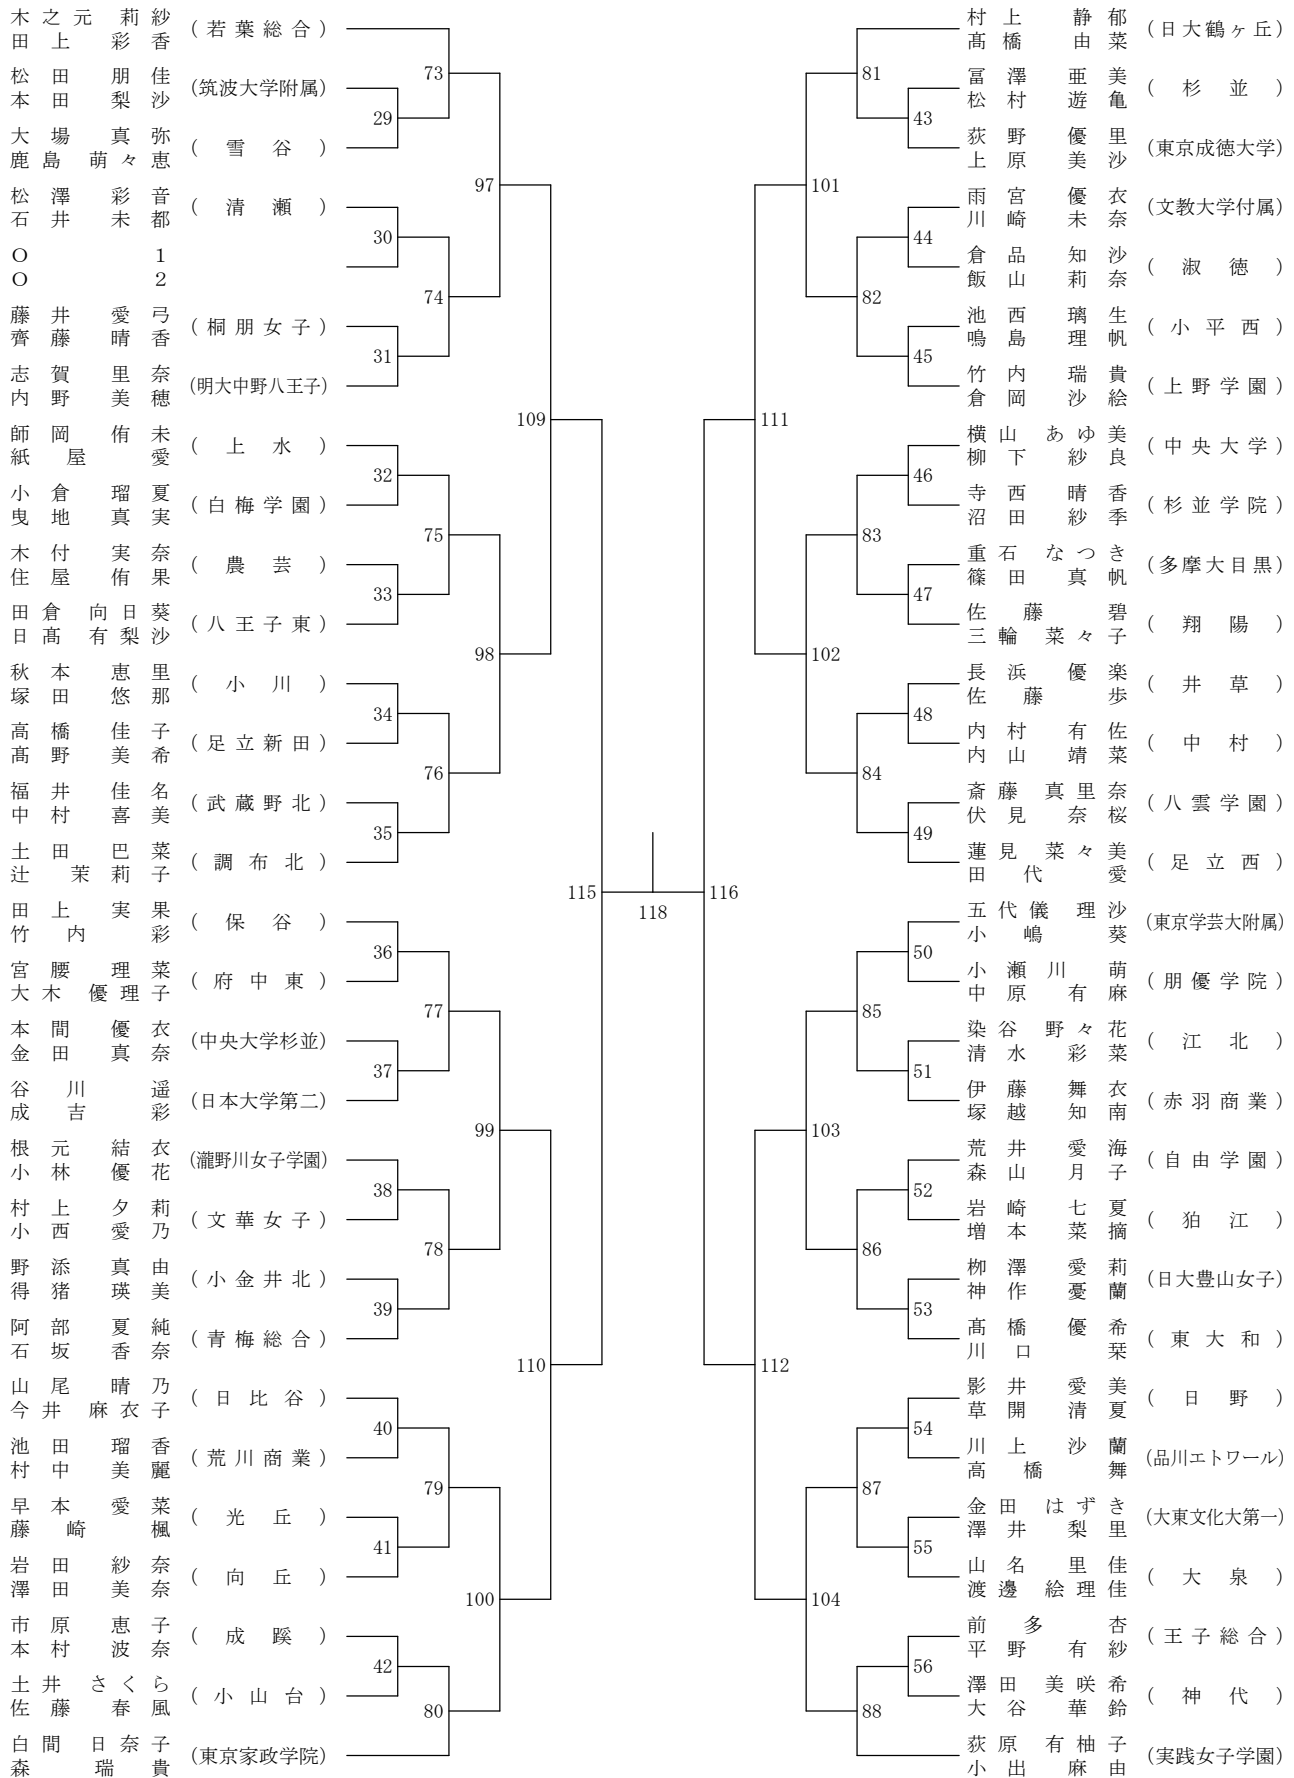 木之元 莉紗
田上 彩香
(若葉総合)
松田 朋佳
本田 梨沙
(筑波大学附属)
大場 真弥
鹿島 萌々恵
(雪谷)
松澤 彩音
石井 未都
(清瀬)
O 1
O 2
藤井 愛弓
齊藤 晴香
(桐朋女子)
志賀 里奈
内野 美穂
(明大中野八王子)
師岡 侑未
紙屋 愛
(上水)
小倉 瑠夏
曳地 真実
(白梅学園)
木付 実奈
住屋 侑果
(農芸)
田倉 向日葵
日髙 有梨沙
(八王子東)
秋本 恵里
塚田 悠那
(小川)
高橋 佳子
髙野 美希
(足立新田)
福井 佳名
中村 喜美
(武蔵野北)
土田 巴菜
辻 茉莉子
(調布北)
田上 実果
竹内 彩
(保谷)
宮腰 理菜
大木 優理子
(府中東)
本間 優衣
金田 真奈
(中央大学杉並)
谷川 遥
成吉 彩
(日本大学第二)
根元 結衣
小林 優花
(瀧野川女子学園)
村上 夕莉
小西 愛乃
(文華女子)
野添 真由
得猪 瑛美
(小金井北)
阿部 夏純
石坂 香奈
(青梅総合)
山尾 晴乃
今井 麻衣子
(日比谷)
池田 瑠香
村中 美麗
(荒川商業)
早本 愛菜
藤崎 楓
(光丘)
岩田 紗奈
澤田 美奈
(向丘)
市原 恵子
本村 波奈
(成蹊)
土井 さくら
佐藤 春風
(小山台)
白間 日奈子
森 瑞貴
(東京家政学院)
73
29
97
30
74
31
109
32
75
33
98
34
76
35
115
36
77
37
99
38
78
39
110
40
79
41
100
42
80
118
116
81
43
101
44
82
45
111
46
83
47
102
48
84
49
50
85
51
103
52
86
53
112
54
87
55
104
56
88
村上 静郁
髙橋 由菜
(日大鶴ヶ丘)
冨澤 亜美
松村 遊亀
(杉並)
荻野 優里
上原 美沙
(東京成徳大学)
雨宮 優衣
川崎 未奈
(文教大学付属)
倉品 知沙
飯山 莉奈
(淑徳)
池西 璃生
鳴島 理帆
(小平西)
竹内 瑞貴
倉岡 沙絵
(上野学園)
横山 あゆ美
柳下 紗良
(中央大学)
寺西 晴香
沼田 紗季
(杉並学院)
重石 なつき
篠田 真帆
(多摩大目黒)
佐藤 碧
三輪 菜々子
(翔陽)
長浜 優楽
佐藤 歩
(井草)
内村 有佐
内山 靖菜
(中村)
斎藤 真里奈
伏見 奈桜
(八雲学園)
蓮見 菜々美
田代 愛
(足立西)
五代儀 理沙
小嶋 葵
(東京学芸大附属)
小瀬川 萌
中原 有麻
(朋優学院)
染谷 野々花
清水 彩菜
(江北)
伊藤 舞衣
塚越 知南
(赤羽商業)
荒井 愛海
森山 月子
(自由学園)
岩崎 七夏
増本 菜摘
(狛江)
栁澤 愛莉
神作 憂蘭
(日大豊山女子)
髙橋 優希
川口 栞
(東大和)
影井 愛美
草開 清夏
(日野)
川上 沙蘭
高橋 舞
(品川エトワール)
金田 はずき
澤井 梨里
(大東文化大第一)
山名 里佳
渡邊 絵理佳
(大泉)
前多 杏
平野 有紗
(王子総合)
澤田 美咲希
大谷 華鈴
(神代)
荻原 有柚子
小出 麻由
(実践女子学園)